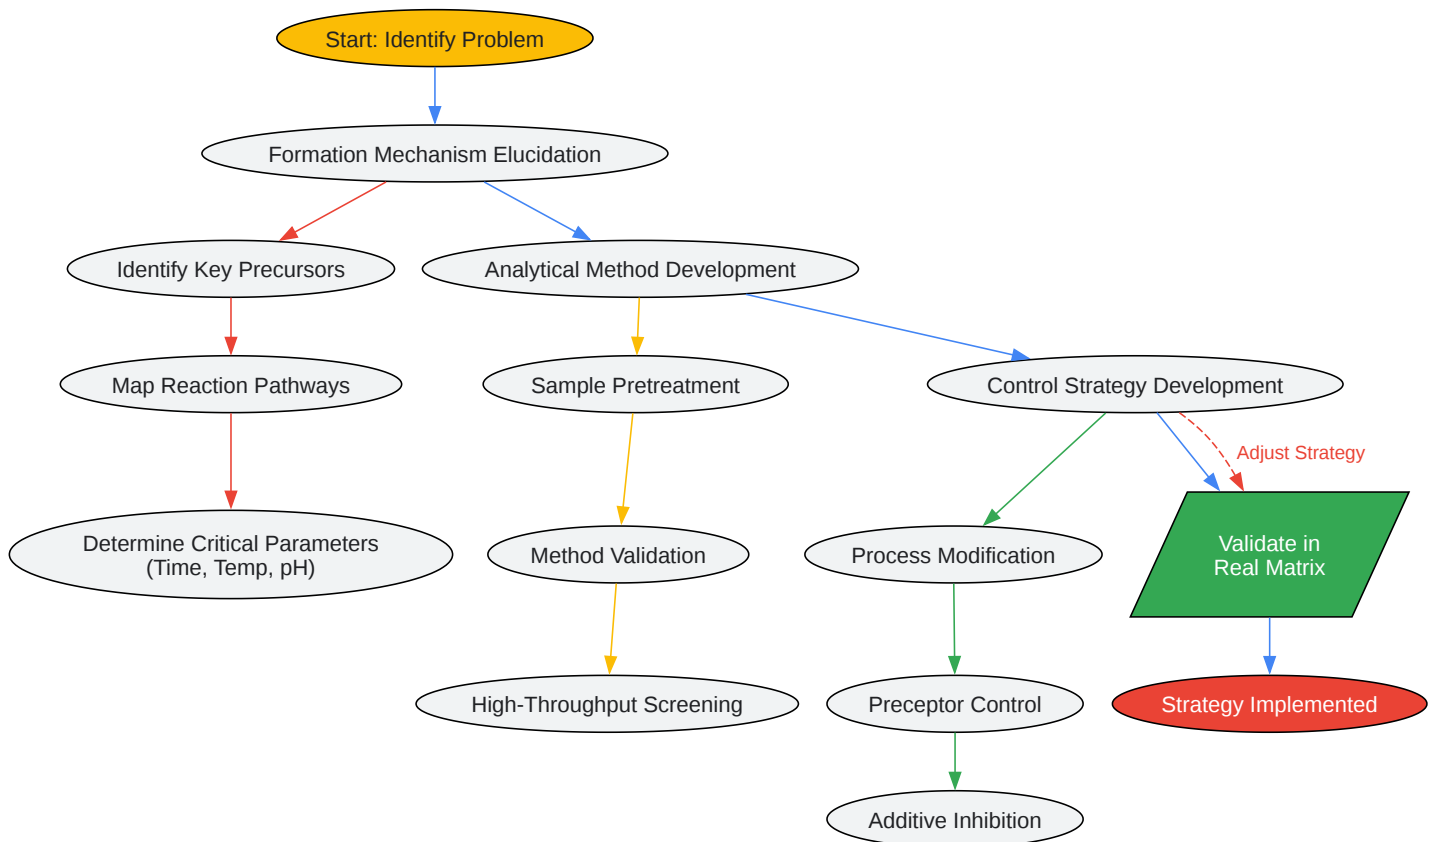 Start: Identify Problem
Formation Mechanism Elucidation
Identify Key Precursors
Analytical Method Development
Map Reaction Pathways
Sample Pretreatment
Control Strategy Development
Adjust Strategy
Determine Critical Parameters
(Time, Temp, pH)
Method Validation
Process Modification
Validate in
Real Matrix
High-Throughput Screening
Preceptor Control
Strategy Implemented
Additive Inhibition